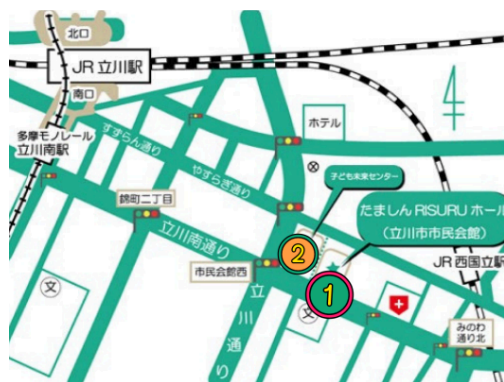 北口
JR 立川駅
南口
多摩モノレール
立川南駅
すずらん通り
やすらぎ通り
ホテル
子ども未来センター
たましん RISURU ホール
(立川市市民会館)
錦町二丁目
立川南通り
市民会館西
立川通り
JR 西国立駅
みのわ
通り北
文
文
文
2
1
4